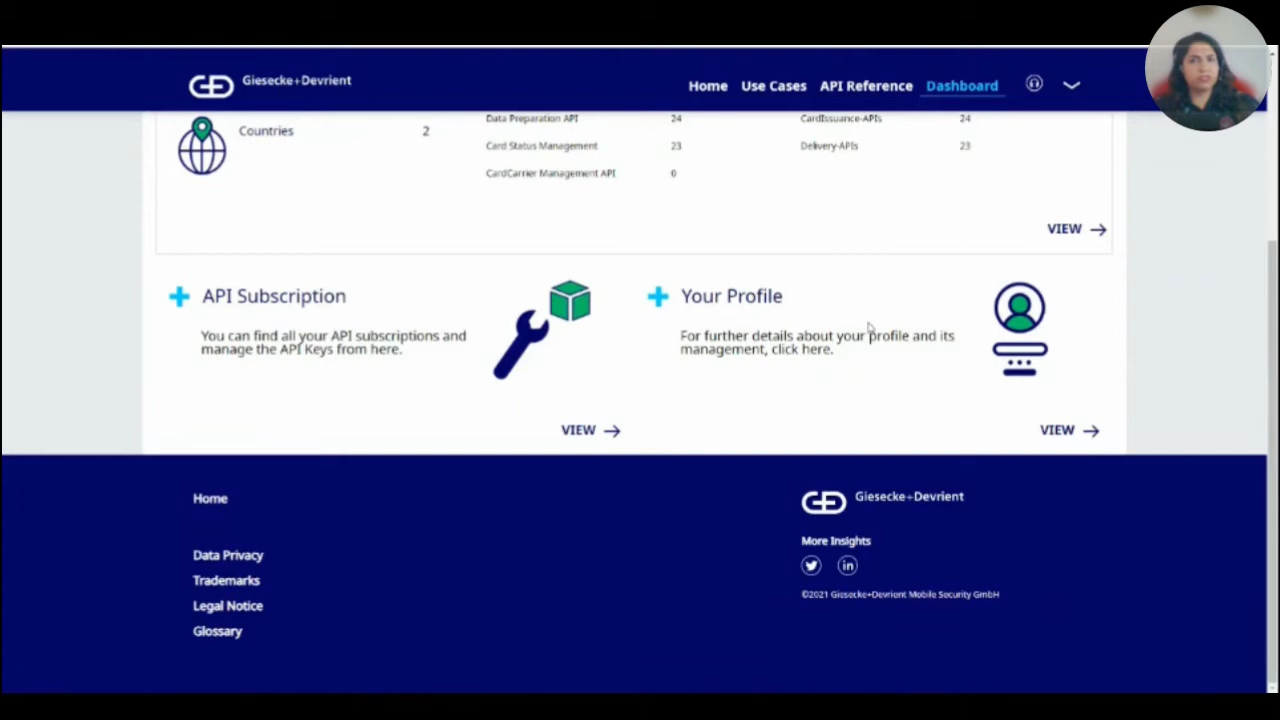 Giesecke+Devrient
Home Use Cases API Reference Dashboard
Countries 2
Data Preparation API 24
CardIssuance-APIs 24
Card Status Management 23
Delivery-APIs 23
CardCarrier Management API 0
VIEW
API Subscription
You can find all your API subscriptions and
manage the API Keys from here.
VIEW
Your Profile
For further details about your profile and its
management, click here.
VIEW
Home
Data Privacy
Trademarks
Legal Notice
Glossary
Giesecke+Devrient
More Insights
in
©2021 Giesecke+Devrient Mobile Security GmbH